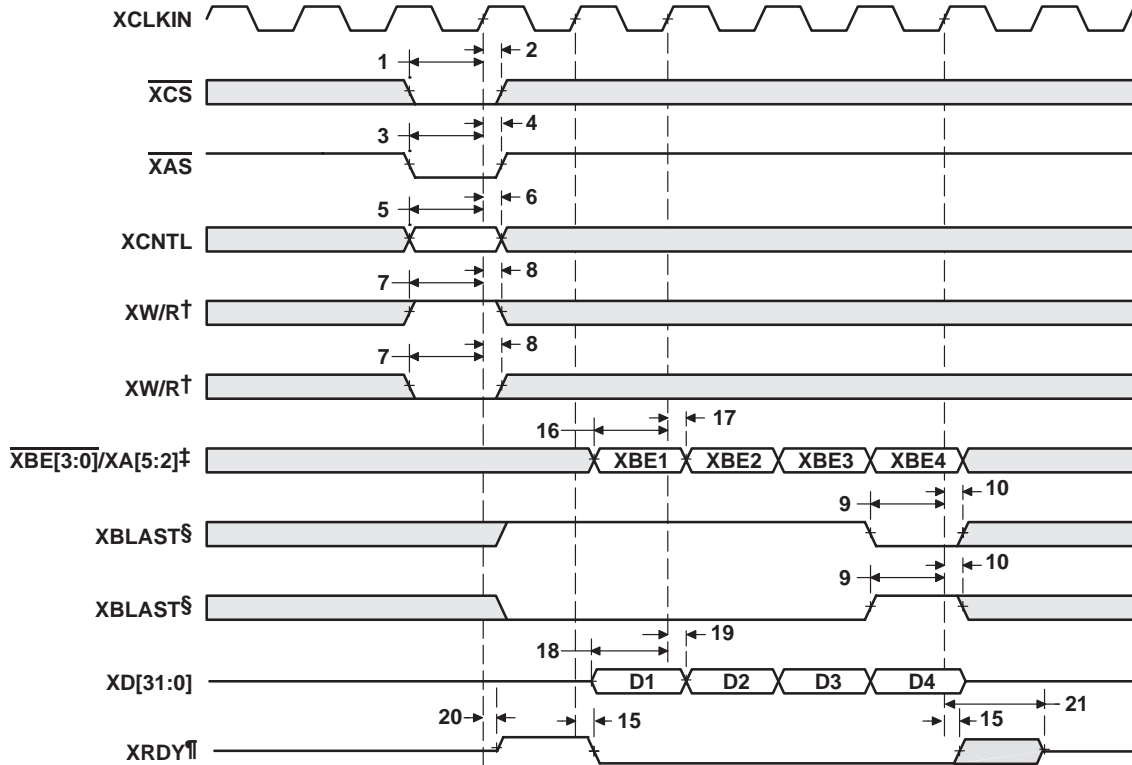 XCLKIN
1
2
XCS
3
4
XAS
5
6
XCNTL
7
8
XW/R†
7
8
XW/R†
16
17
XBE[3:0]/XA[5:2]‡ XBE1 XBE2 XBE3 XBE4
9
10
XBLAST§
9
10
XBLAST§
18
19
XD[31:0] D1 D2 D3 D4
20
15
15
21
XRDY¶